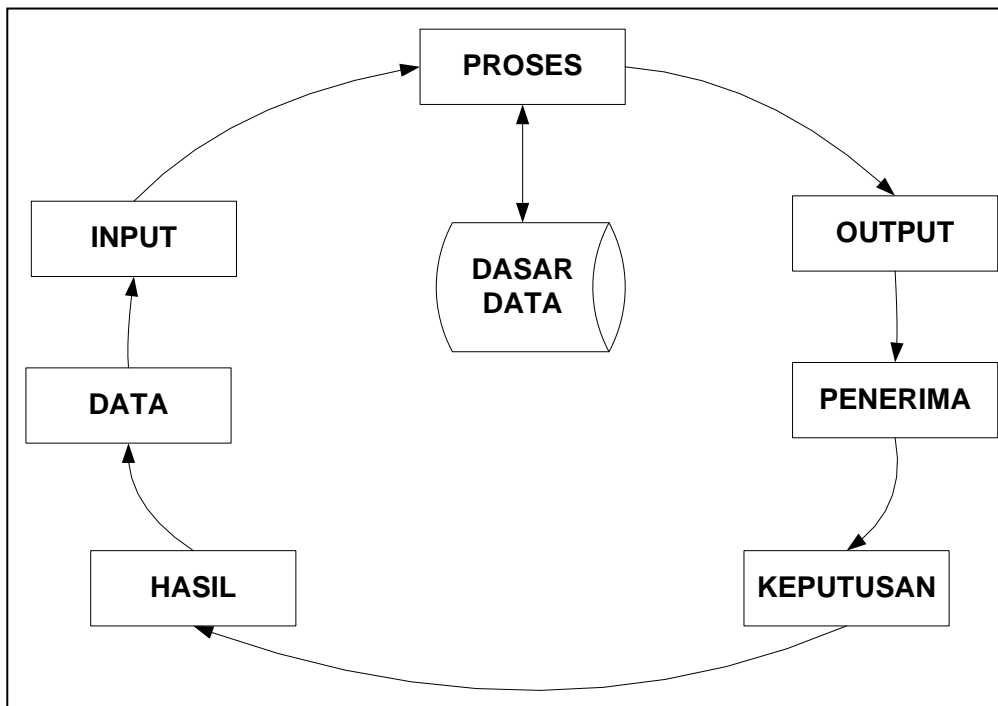 PROSES
INPUT
OUTPUT
DASAR
DATA
DATA
PENERIMA
HASIL
KEPUTUSAN